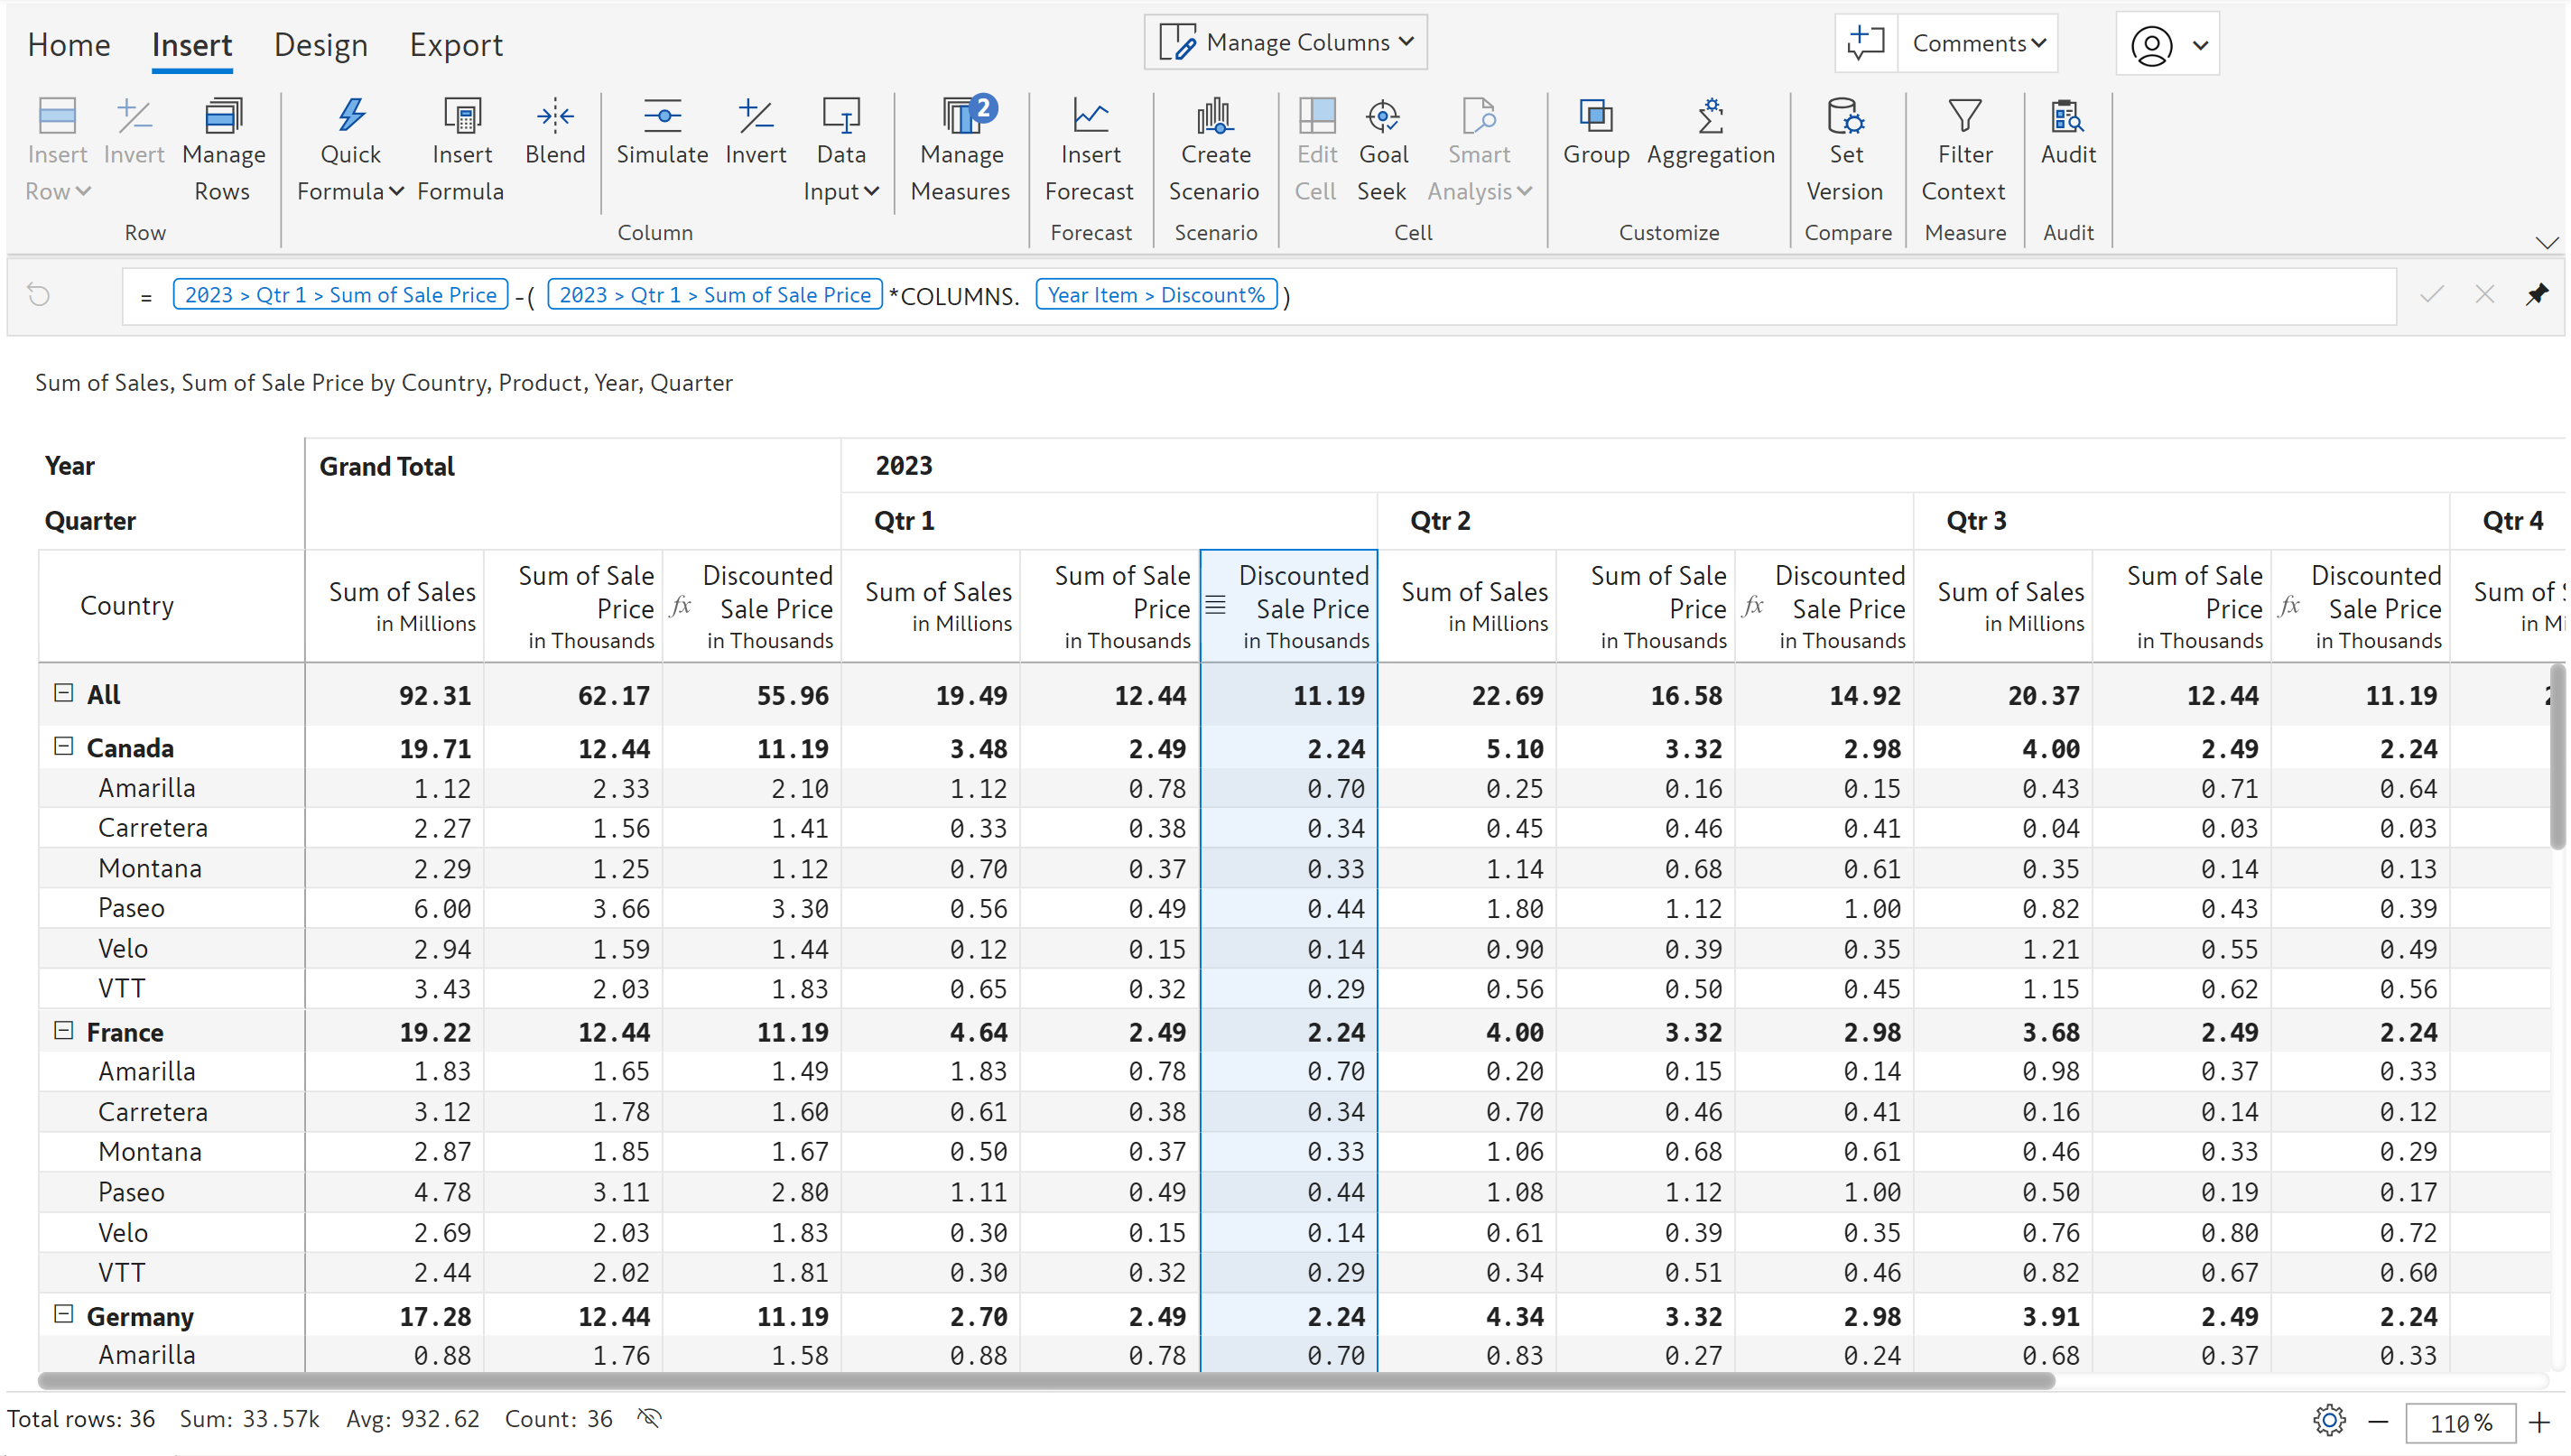 Home Insert Design Export Manage Columns Comments
Insert Row Invert Manage Rows Quick Formula Insert Formula Blend Simulate Invert Data Input 2 Manage Measures Insert Forecast Create Scenario Edit Cell Goal Seek Smart Analysis Group Aggregation Set Version Filter Context Audit
Row Column Forecast Scenario Cell Customize Compare Measure Audit
= 2023 > Qtr 1 > Sum of Sale Price -( 2023 > Qtr 1 > Sum of Sale Price *COLUMNS. Year Item > Discount% )
Sum of Sales, Sum of Sale Price by Country, Product, Year, Quarter
Year Grand Total 2023
Quarter Qtr 1 Qtr 2 Qtr 3 Qtr 4
Country Sum of Sales in Millions Sum of Sale Price in Thousands fx Discounted Sale Price in Thousands Sum of Sales in Millions Sum of Sale Price in Thousands Discounted Sale Price in Thousands Sum of Sales in Millions Sum of Sale Price in Thousands fx Discounted Sale Price in Thousands Sum of Sales in Millions Sum of Sale Price in Thousands fx Discounted Sale Price in Thousands Sum of in
All 92.31 62.17 55.96 19.49 12.44 11.19 22.69 16.58 14.92 20.37 12.44 11.19
Canada 19.71 12.44 11.19 3.48 2.49 2.24 5.10 3.32 2.98 4.00 2.49 2.24
Amarilla 1.12 2.33 2.10 1.12 0.78 0.70 0.25 0.16 0.15 0.43 0.71 0.64
Carretera 2.27 1.56 1.41 0.33 0.38 0.34 0.45 0.46 0.41 0.04 0.03 0.03
Montana 2.29 1.25 1.12 0.70 0.37 0.33 1.14 0.68 0.61 0.35 0.14 0.13
Paseo 6.00 3.66 3.30 0.56 0.49 0.44 1.80 1.12 1.00 0.82 0.43 0.39
Velo 2.94 1.59 1.44 0.12 0.15 0.14 0.90 0.39 0.35 1.21 0.55 0.49
VTT 3.43 2.03 1.83 0.65 0.32 0.29 0.56 0.50 0.45 1.15 0.62 0.56
France 19.22 12.44 11.19 4.64 2.49 2.24 4.00 3.32 2.98 3.68 2.49 2.24
Amarilla 1.83 1.65 1.49 1.83 0.78 0.70 0.20 0.15 0.14 0.98 0.37 0.33
Carretera 3.12 1.78 1.60 0.61 0.38 0.34 0.70 0.46 0.41 0.16 0.14 0.12
Montana 2.87 1.85 1.67 0.50 0.37 0.33 1.06 0.68 0.61 0.46 0.33 0.29
Paseo 4.78 3.11 2.80 1.11 0.49 0.44 1.08 1.12 1.00 0.50 0.19 0.17
Velo 2.69 2.03 1.83 0.30 0.15 0.14 0.61 0.39 0.35 0.76 0.80 0.72
VTT 2.44 2.02 1.81 0.30 0.32 0.29 0.34 0.51 0.46 0.82 0.67 0.60
Germany 17.28 12.44 11.19 2.70 2.49 2.24 4.34 3.32 2.98 3.91 2.49 2.24
Amarilla 0.88 1.76 1.58 0.88 0.78 0.70 0.83 0.27 0.24 0.68 0.37 0.33
Total rows: 36 Sum: 33.57k Avg: 932.62 Count: 36 110%